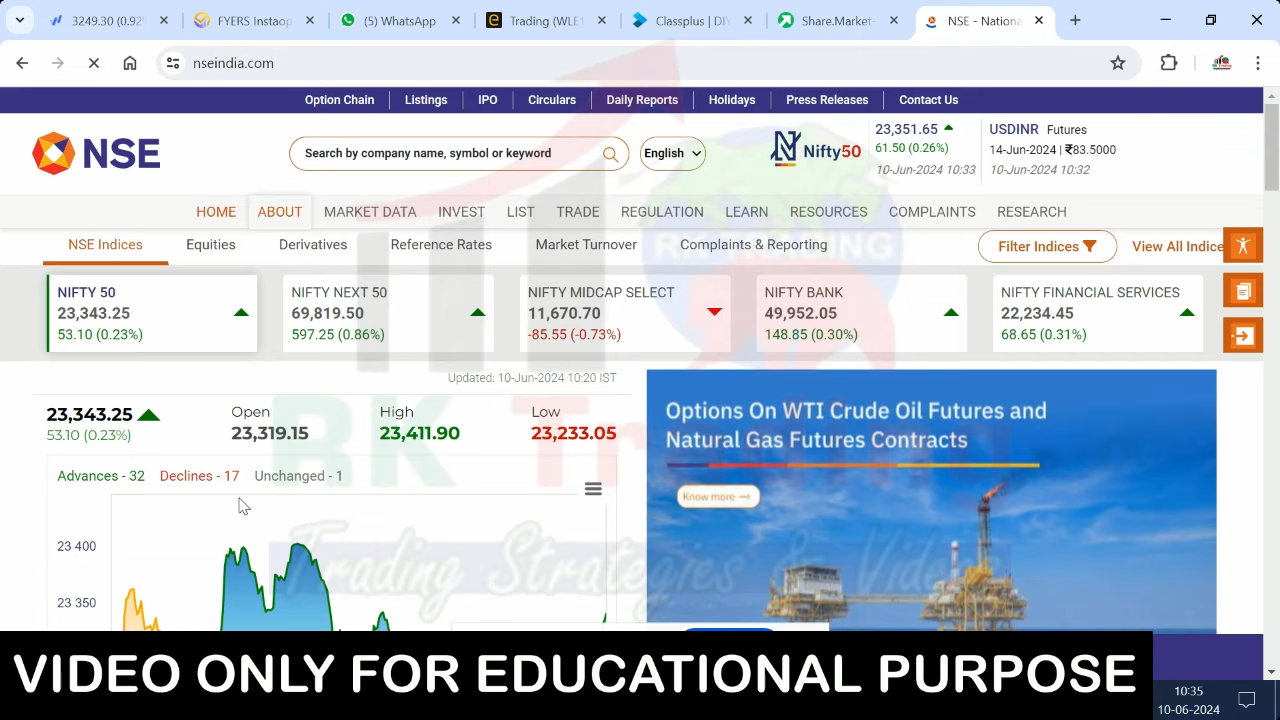 3249.30 (0.92%
FYERS Instaop
(5) WhatsApp
Trading (WLE1
Classplus | DIY
Share.Market-
NSE - Nationa
nseindia.com
Option Chain
Listings
IPO
Circulars
Daily Reports
Holidays
Press Releases
Contact Us
NSE
Search by company name, symbol or keyword
English
Nifty50
23,351.65
61.50 (0.26%)
10-Jun-2024 10:33
USDINR Futures
14-Jun-2024 | ₹83.5000
10-Jun-2024 10:32
HOME
ABOUT
MARKET DATA
INVEST
LIST
TRADE
REGULATION
LEARN
RESOURCES
COMPLAINTS
RESEARCH
NSE Indices
Equities
Derivatives
Reference Rates
Market Turnover
Complaints & Reporting
Filter Indices
View All Indice
NIFTY 50
23,343.25
53.10 (0.23%)
NIFTY NEXT 50
69,819.50
597.25 (0.86%)
NIFTY MIDCAP SELECT
11,670.70
-85.55 (-0.73%)
NIFTY BANK
49,952.05
148.85 (0.30%)
NIFTY FINANCIAL SERVICES
22,234.45
68.65 (0.31%)
Updated: 10-Jun-2024 10:20 IST
23,343.25
53.10 (0.23%)
Open
23,319.15
High
23,411.90
Low
23,233.05
Advances - 32
Declines - 17
Unchanged - 1
23 400
23 350
Options On WTI Crude Oil Futures and
Natural Gas Futures Contracts
Know more
Trading Strategies & Video
VIDEO ONLY FOR EDUCATIONAL PURPOSE
10:35
10-06-2024